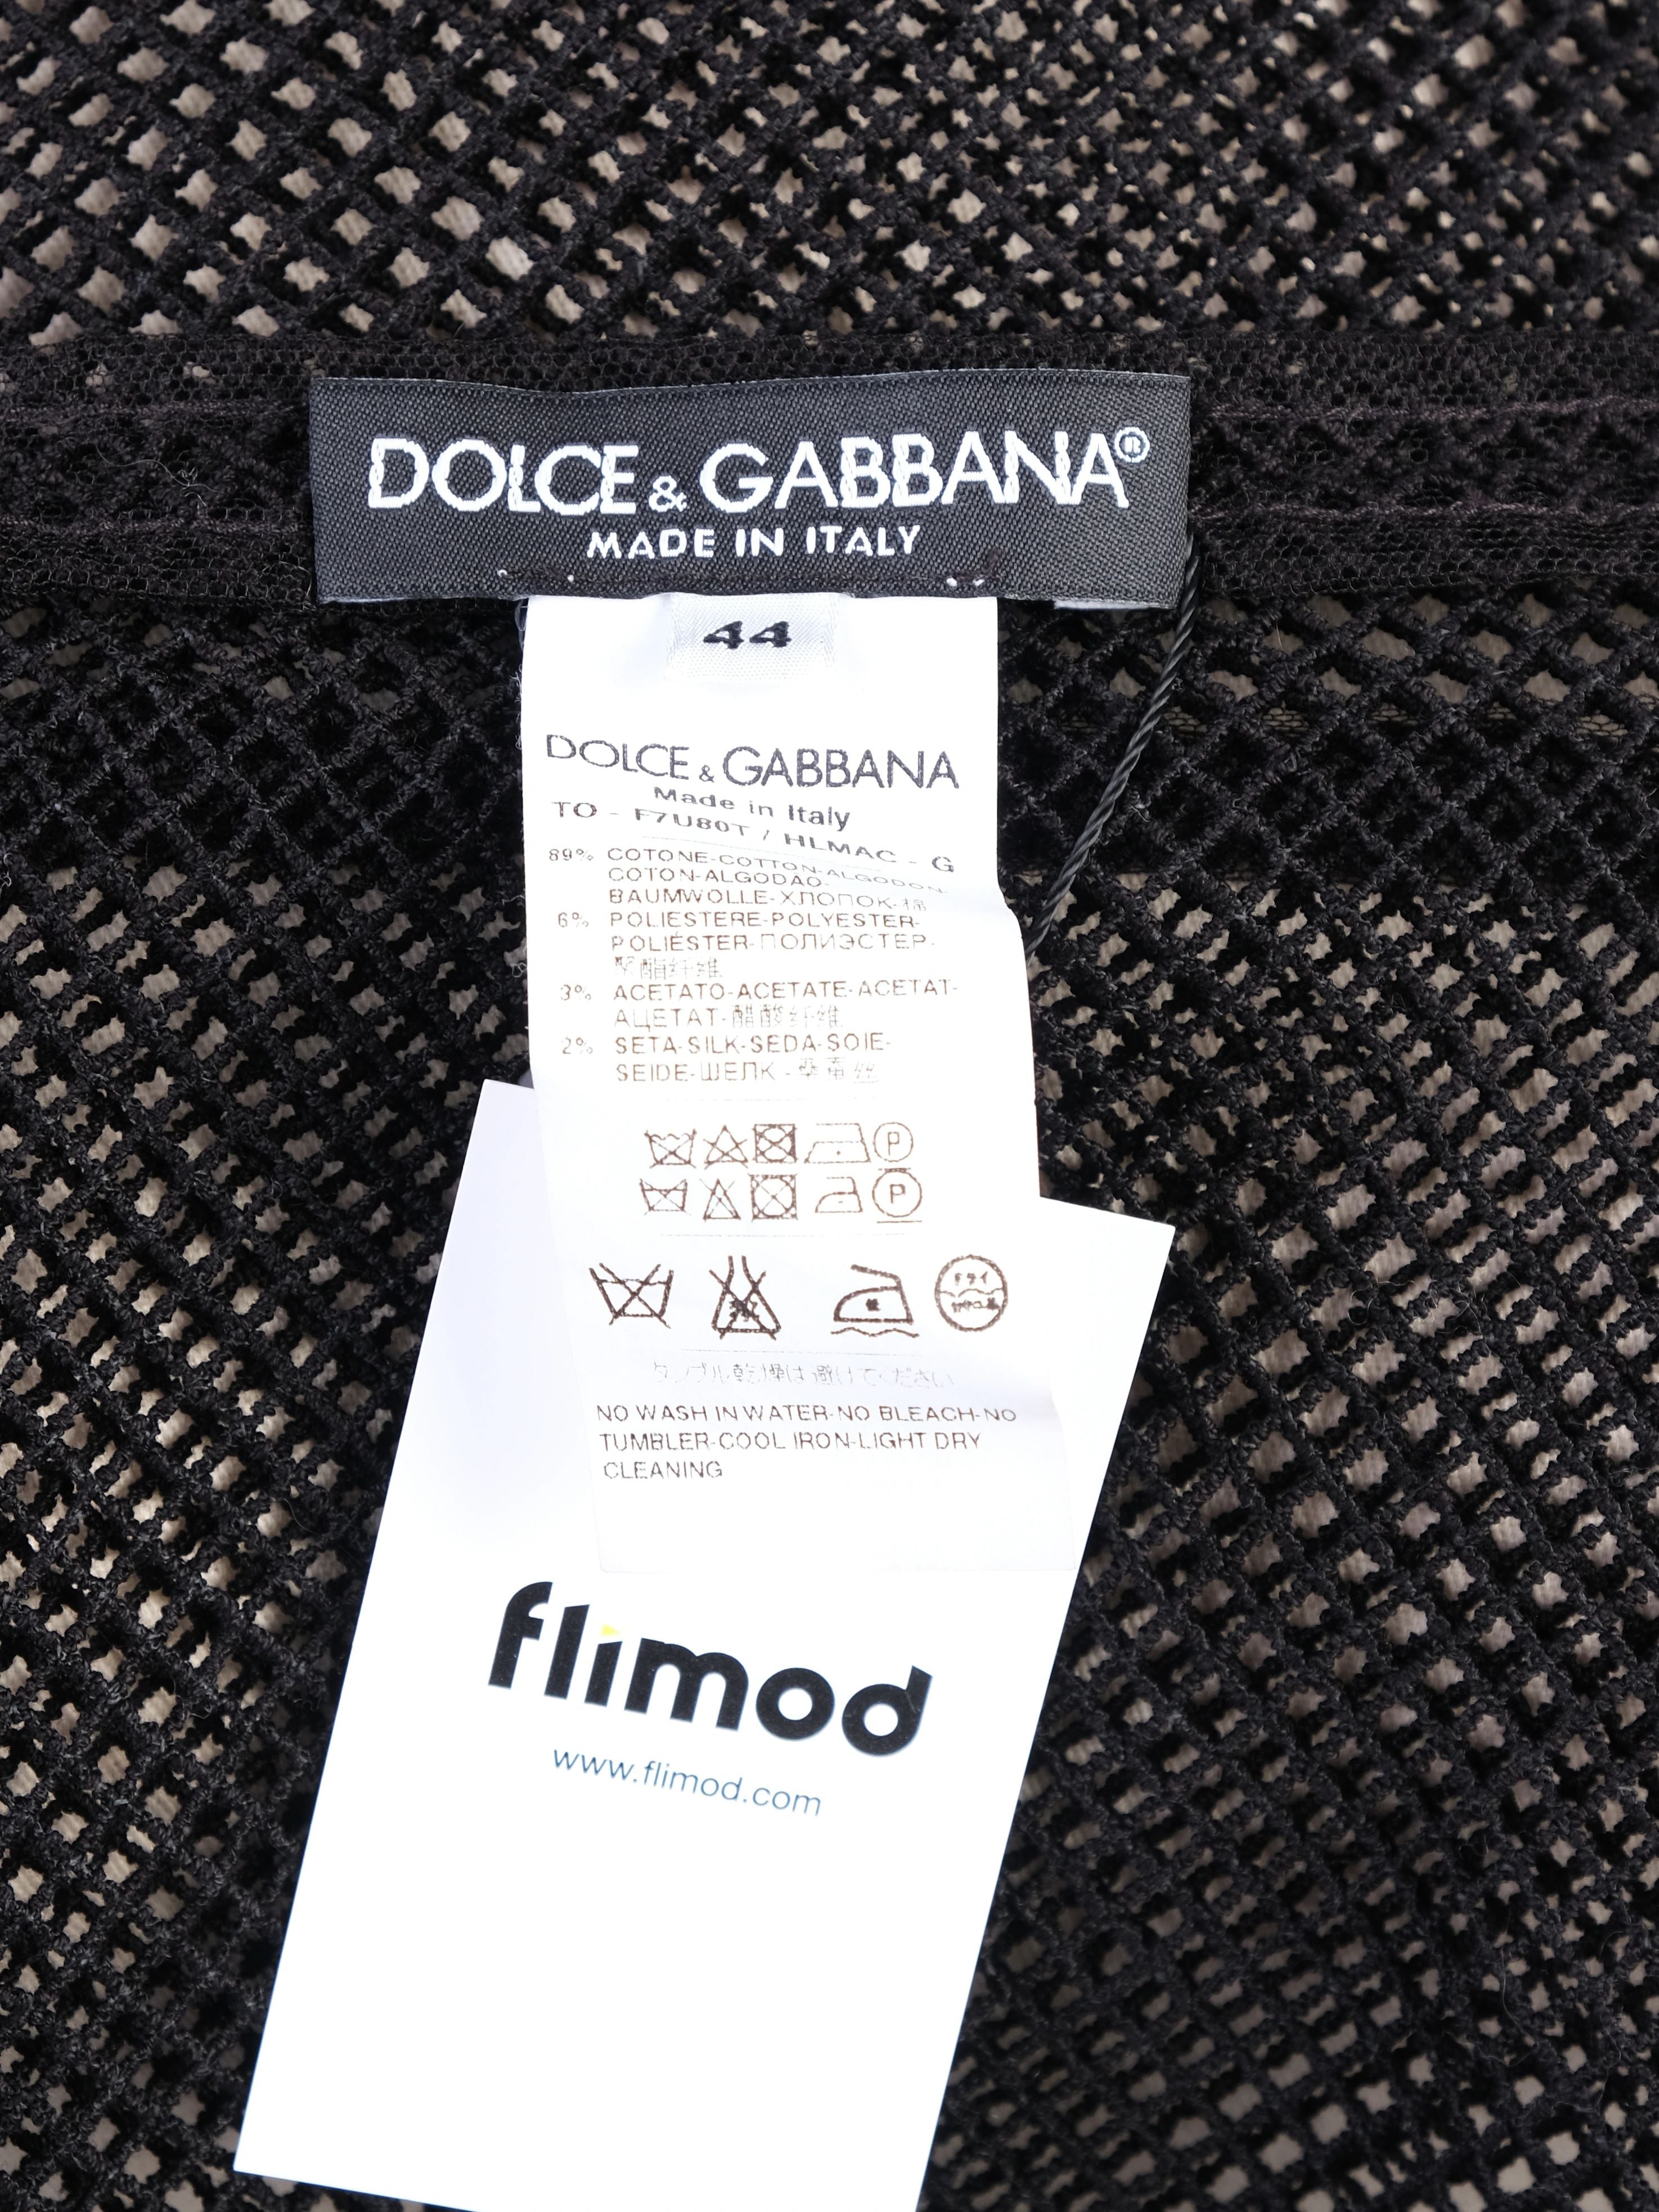 DOLCE & GABBANA®
MADE IN ITALY
44
DOLCE & GABBANA
Made in Italy
TO - F7U80T / HLMAC - G
89% COTONE-COTTON-ALGODON-
COTON-ALGODAO-
BAUMWOLLE-ХЛОПОК-棉
6% POLIESTERE-POLYESTER-
POLIÉSTER-ПОЛИЭСТЕР-
聚酯纤维
3% ACETATO-ACETATE-ACETAT-
АЦЕТАТ-醋酸纤维
2% SETA-SILK-SEDA-SOIE-
SEIDE-ШЕЛК - 桑蚕丝
P
P
ドライ
タンブル乾燥は避けてください
NO WASH IN WATER-NO BLEACH-NO
TUMBLER-COOL IRON-LIGHT DRY
CLEANING
flimod
www.flimod.com